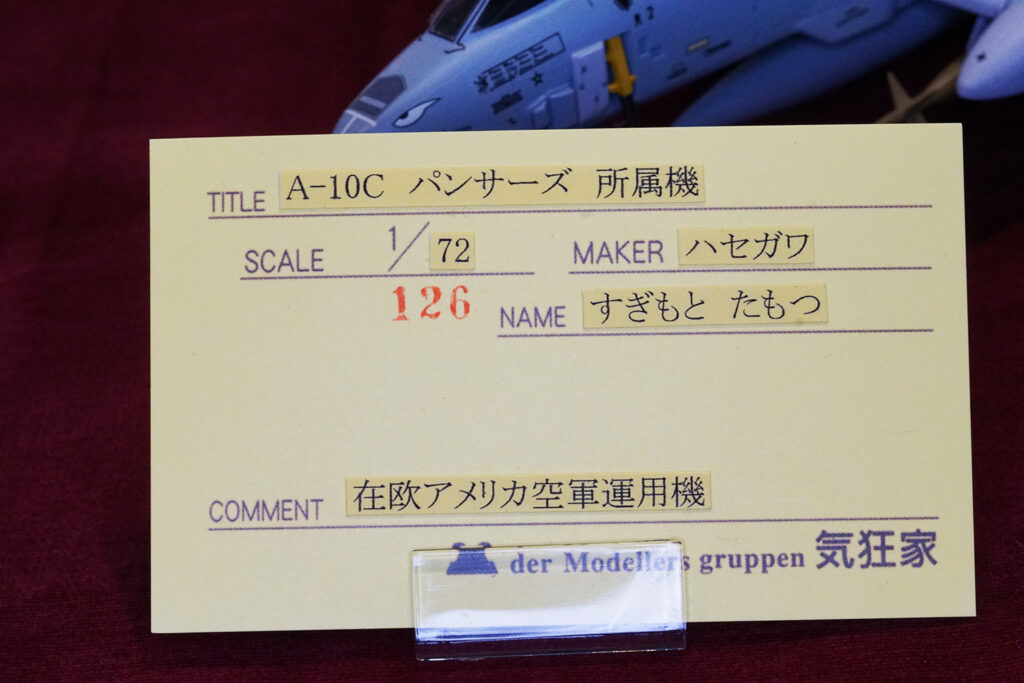 R 2
TITLE A-10C パンサーズ 所属機
SCALE 1/72 MAKER ハセガワ
126 NAME すぎもと たもつ
COMMENT 在欧アメリカ空軍運用機
der Modellers gruppen 気狂家